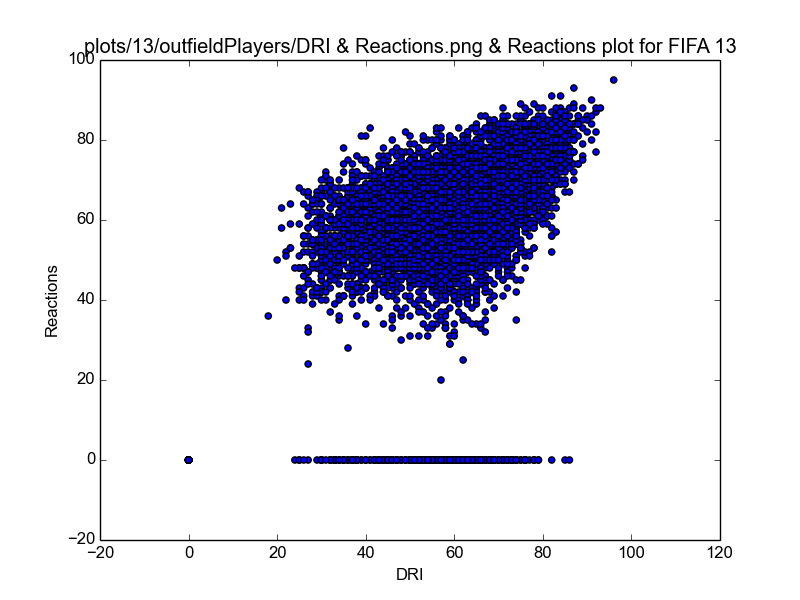 plots/13/outfieldPlayers/DRI & Reactions.png & Reactions plot for FIFA 13
100
80
60
40
20
0
−20
Reactions
−20 0 20 40 60 80 100 120
DRI